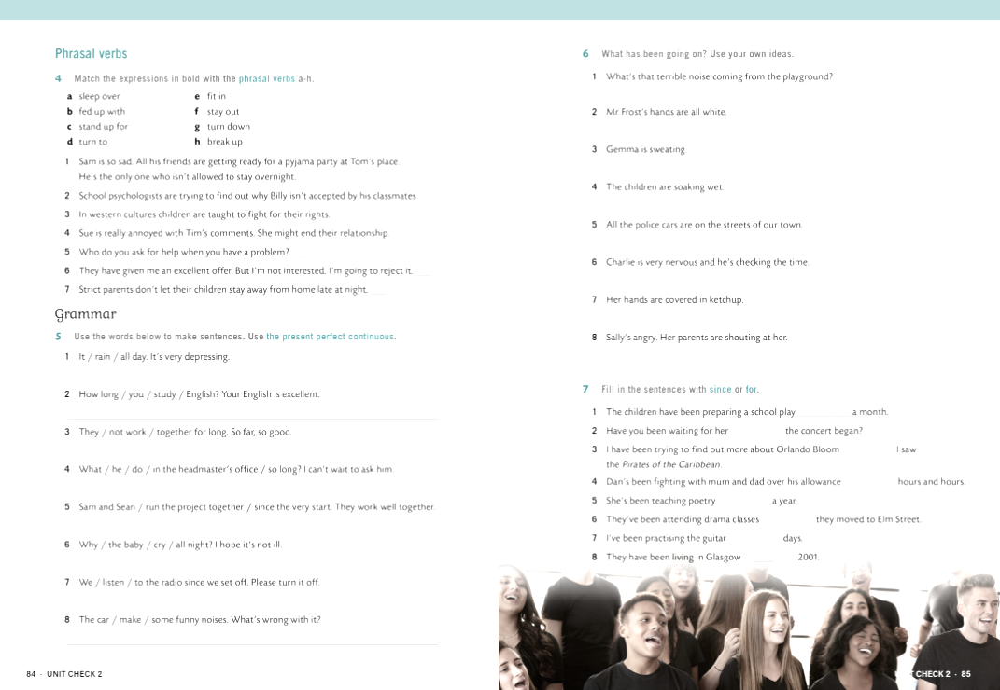 Phrasal verbs
4 Match the expressions in bold with the phrasal verbs a-h.
a sleep over
b fed up with
c stand up for
d turn to
e fit in
f stay out
g turn down
h break up
1 Sam is so sad. All his friends are getting ready for a pyjama party at Tom's place.
He's the only one who isn't allowed to stay overnight.
2 School psychologists are trying to find out why Billy isn't accepted by his classmates.
3 In western cultures children are taught to fight for their rights.
4 Sue is really annoyed with Tim's comments. She might end their relationship.
5 Who do you ask for help when you have a problem?
6 They have given me an excellent offer. But I'm not interested. I'm going to reject it.
7 Strict parents don't let their children stay away from home late at night.
Grammar
5 Use the words below to make sentences. Use the present perfect continuous.
1 It / rain / all day. It's very depressing.
2 How long / you / study / English? Your English is excellent.
3 They / not work / together for long. So far, so good.
4 What / he / do / in the headmaster's office / so long? I can't wait to ask him.
5 Sam and Sean / run the project together / since the very start. They work well together.
6 Why / the baby / cry / all night? I hope it's not ill.
7 We / listen / to the radio since we set off. Please turn it off.
8 The car / make / some funny noises. What's wrong with it?
84 · UNIT CHECK 2
6 What has been going on? Use your own ideas.
1 What's that terrible noise coming from the playground?
2 Mr Frost's hands are all white.
3 Gemma is sweating.
4 The children are soaking wet.
5 All the police cars are on the streets of our town.
6 Charlie is very nervous and he's checking the time.
7 Her hands are covered in ketchup.
8 Sally's angry. Her parents are shouting at her.
7 Fill in the sentences with since or for.
1 The children have been preparing a school play a month.
2 Have you been waiting for her the concert began?
3 I have been trying to find out more about Orlando Bloom I saw
the Pirates of the Caribbean.
4 Dan's been fighting with mum and dad over his allowance hours and hours.
5 She's been teaching poetry a year.
6 They've been attending drama classes they moved to Elm Street.
7 I've been practising the guitar days.
8 They have been living in Glasgow 2001.
CHECK 2 · 85